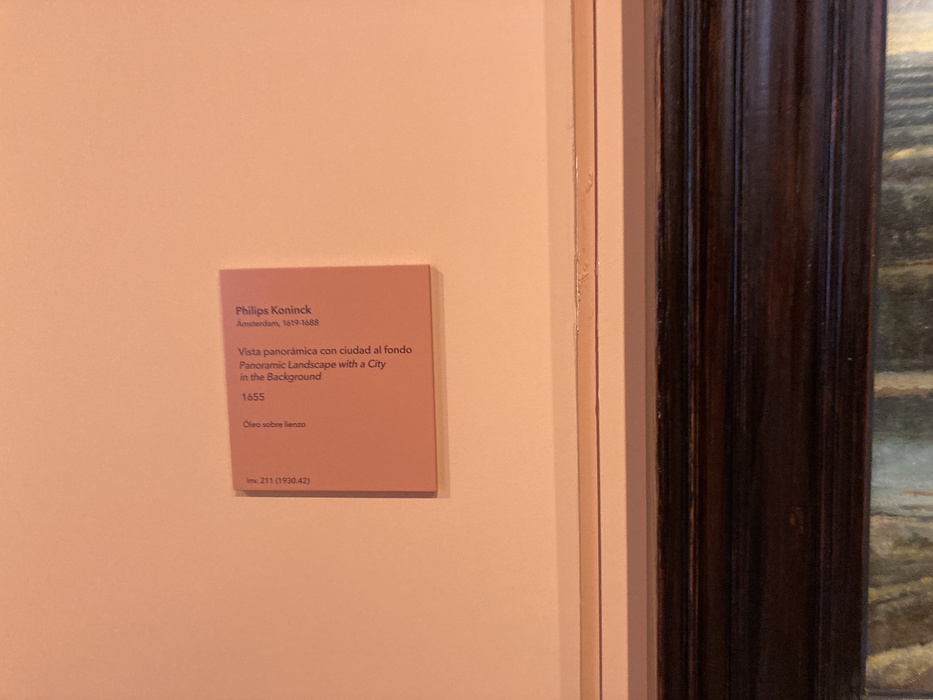 Philips Koninck
Ámsterdam, 1619-1688
Vista panorámica con ciudad al fondo
Panoramic Landscape with a City
in the Background
1655
Óleo sobre lienzo
Inv. 211 (1930.42)